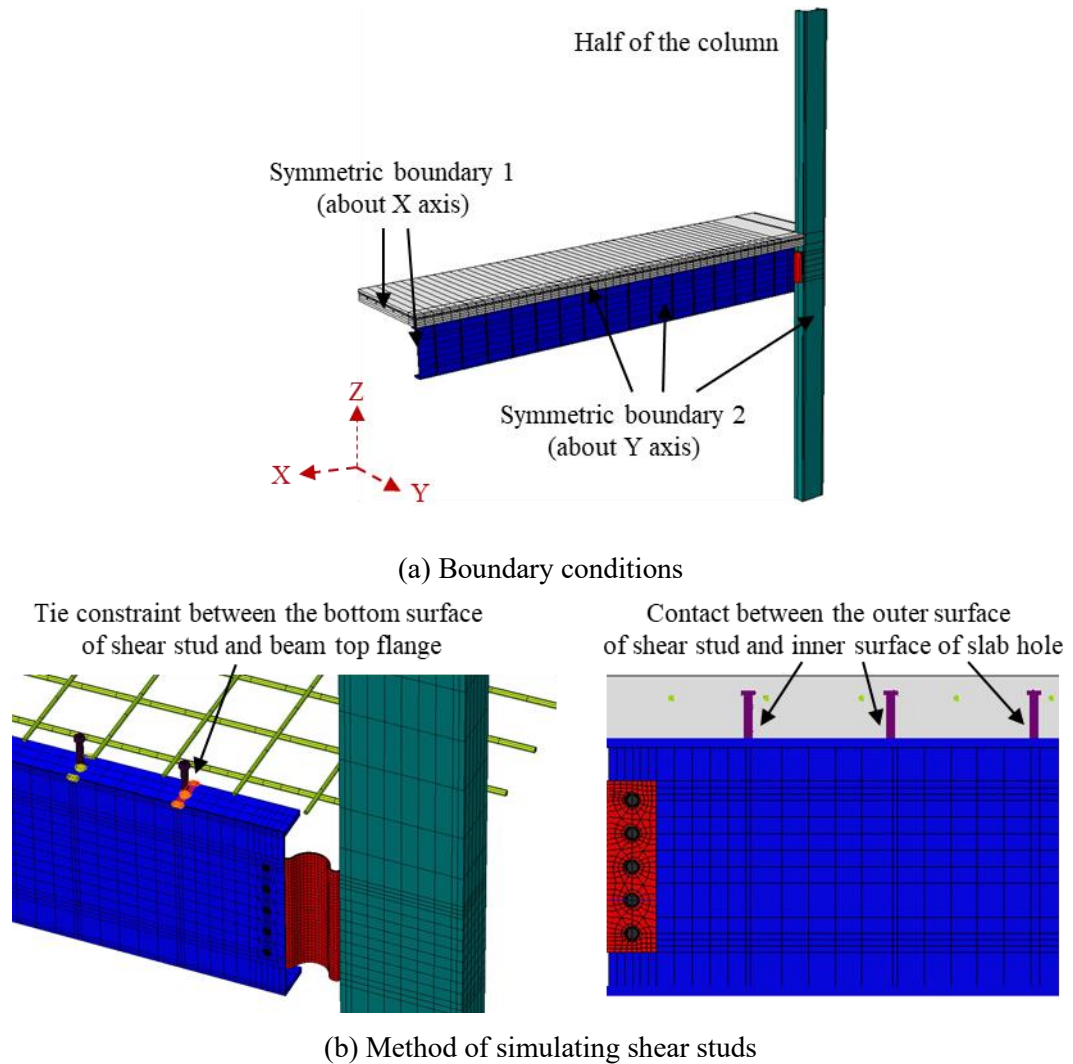 Half of the column
Symmetric boundary 1
(about X axis)
Symmetric boundary 2
(about Y axis)
Z
X
Y
(a) Boundary conditions
Tie constraint between the bottom surface
of shear stud and beam top flange
Contact between the outer surface
of shear stud and inner surface of slab hole
(b) Method of simulating shear studs